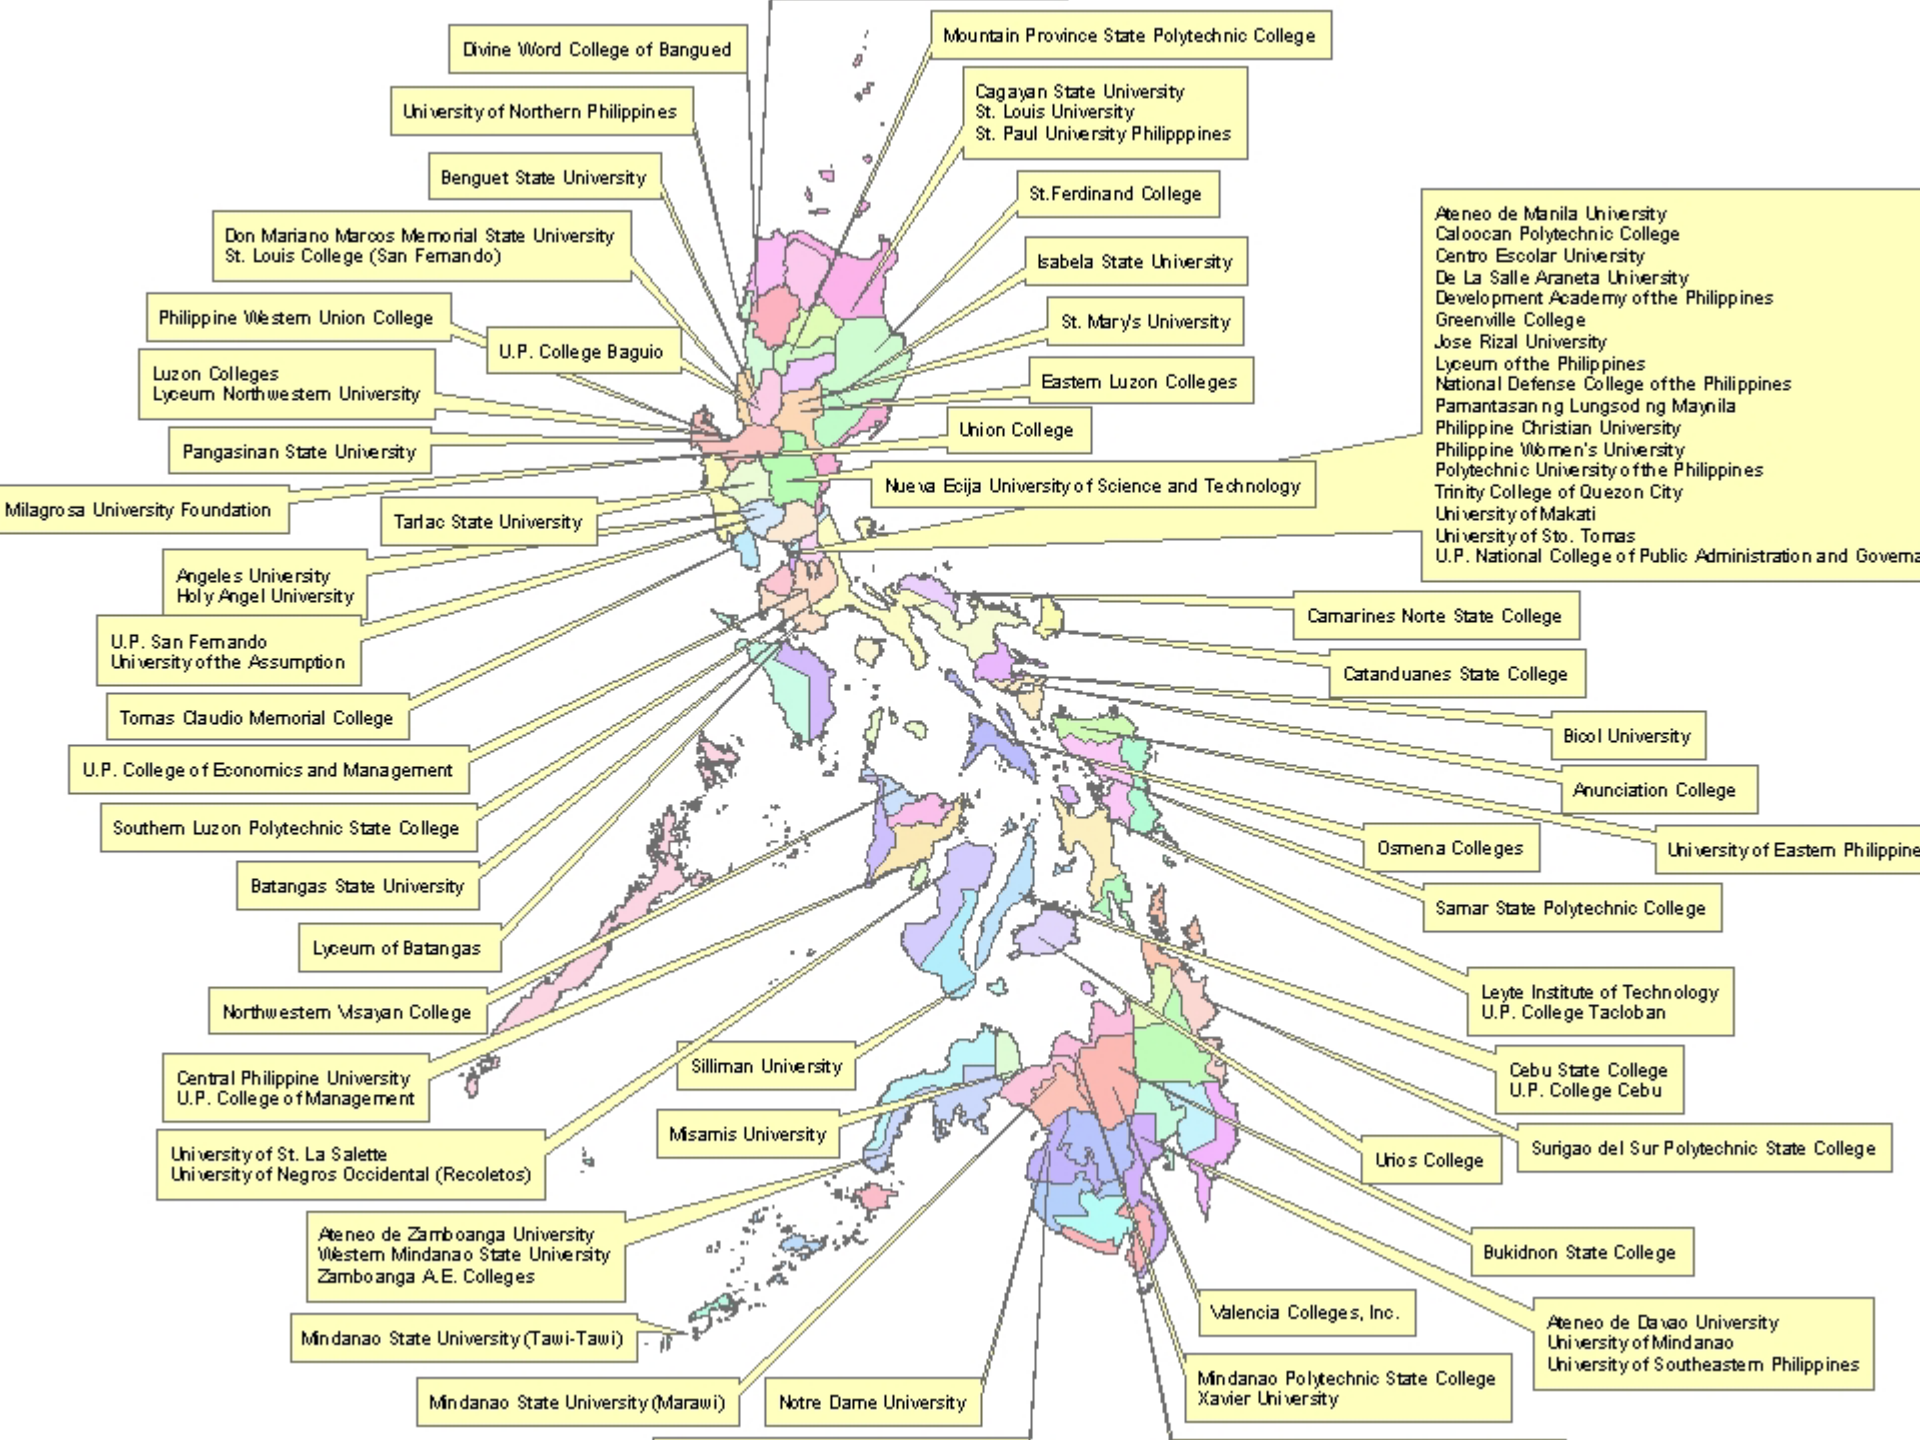 Divine Word College of Bangued
Mountain Province State Polytechnic College
University of Northern Philippines
Cagayan State University
St. Louis University
St. Paul University Philipppines
Benguet State University
St.Ferdinand College
Don Mariano Marcos Memorial State University
St. Louis College (San Fernando)
Isabela State University
Philippine Western Union College
U.P. College Baguio
St. Mary's University
Luzon Colleges
Lyceum Northwestern University
Eastern Luzon Colleges
Pangasinan State University
Union College
Milagrosa University Foundation
Tarlac State University
Nueva Ecija University of Science and Technology
Ateneo de Manila University
Caloocan Polytechnic College
Centro Escolar University
De La Salle Araneta University
Development Academy of the Philippines
Greenville College
Jose Rizal University
Lyceum of the Philippines
National Defense College of the Philippines
Pamantasan ng Lungsod ng Maynila
Philippine Christian University
Philippine Women's University
Polytechnic University of the Philippines
Trinity College of Quezon City
University of Makati
University of Sto. Tomas
U.P. National College of Public Administration and Governa
Angeles University
Holy Angel University
U.P. San Fernando
University of the Assumption
Camarines Norte State College
Catanduanes State College
Tomas Claudio Memorial College
Bicol University
U.P. College of Economics and Management
Anunciation College
Southern Luzon Polytechnic State College
Osmena Colleges
University of Eastern Philippine
Batangas State University
Samar State Polytechnic College
Lyceum of Batangas
Northwestern Visayan College
Leyte Institute of Technology
U.P. College Tacloban
Silliman University
Central Philippine University
U.P. College of Management
Cebu State College
U.P. College Cebu
Misamis University
University of St. La Salette
University of Negros Occidental (Recoletos)
Urios College
Surigao del Sur Polytechnic State College
Ateneo de Zamboanga University
Western Mindanao State University
Zamboanga A.E. Colleges
Bukidnon State College
Mindanao State University (Tawi-Tawi)
Valencia Colleges, Inc.
Ateneo de Davao University
University of Mindanao
University of Southeastern Philippines
Mindanao State University (Marawi)
Notre Dame University
Mindanao Polytechnic State College
Xavier University